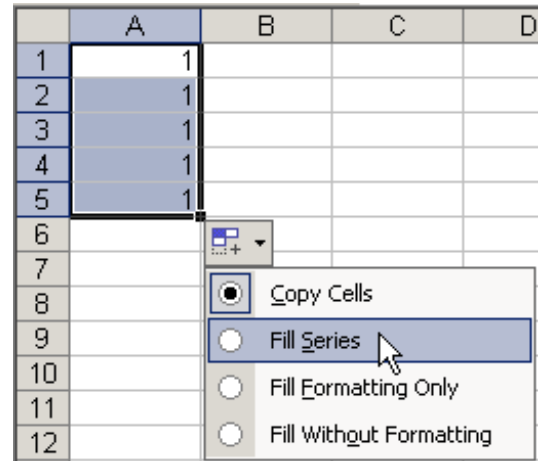 A B C D
1 1
2 1
3 1
4 1
5 1
6
7
8 Copy Cells
9 Fill Series
10 Fill Formatting Only
11
12 Fill Without Formatting